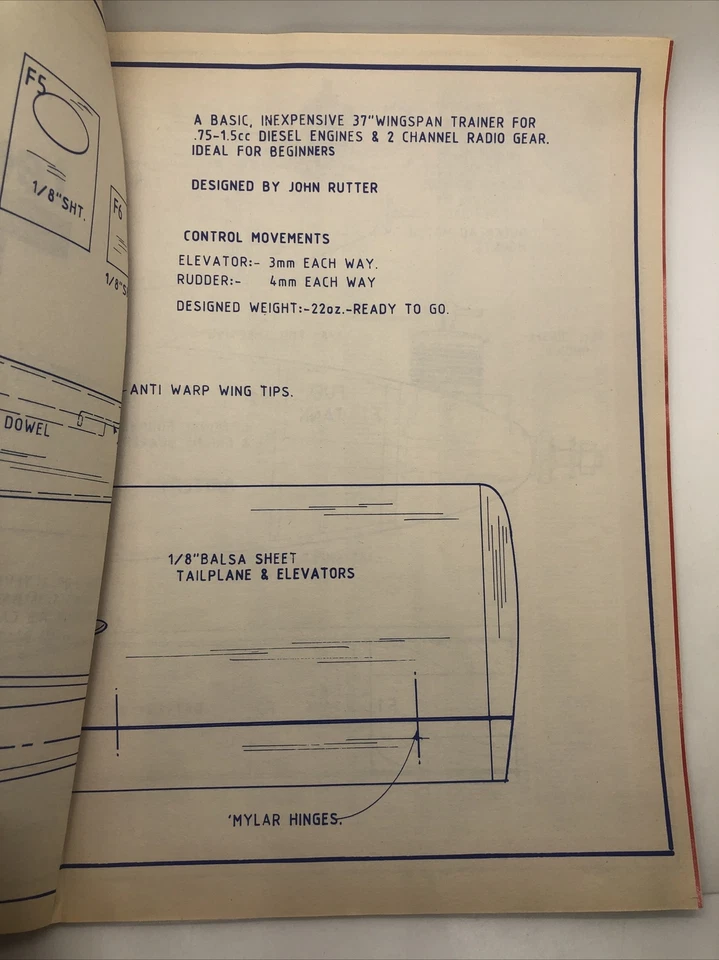 F5
1/8"SHT.
F6
1/8"S
DOWEL
A BASIC, INEXPENSIVE 37"WINGSPAN TRAINER FOR
.75-1.5cc DIESEL ENGINES & 2 CHANNEL RADIO GEAR.
IDEAL FOR BEGINNERS
DESIGNED BY JOHN RUTTER
CONTROL MOVEMENTS
ELEVATOR:- 3mm EACH WAY.
RUDDER:- 4mm EACH WAY
DESIGNED WEIGHT:-22oz.-READY TO GO.
ANTI WARP WING TIPS.
1/8"BALSA SHEET
TAILPLANE & ELEVATORS
'MYLAR HINGES.